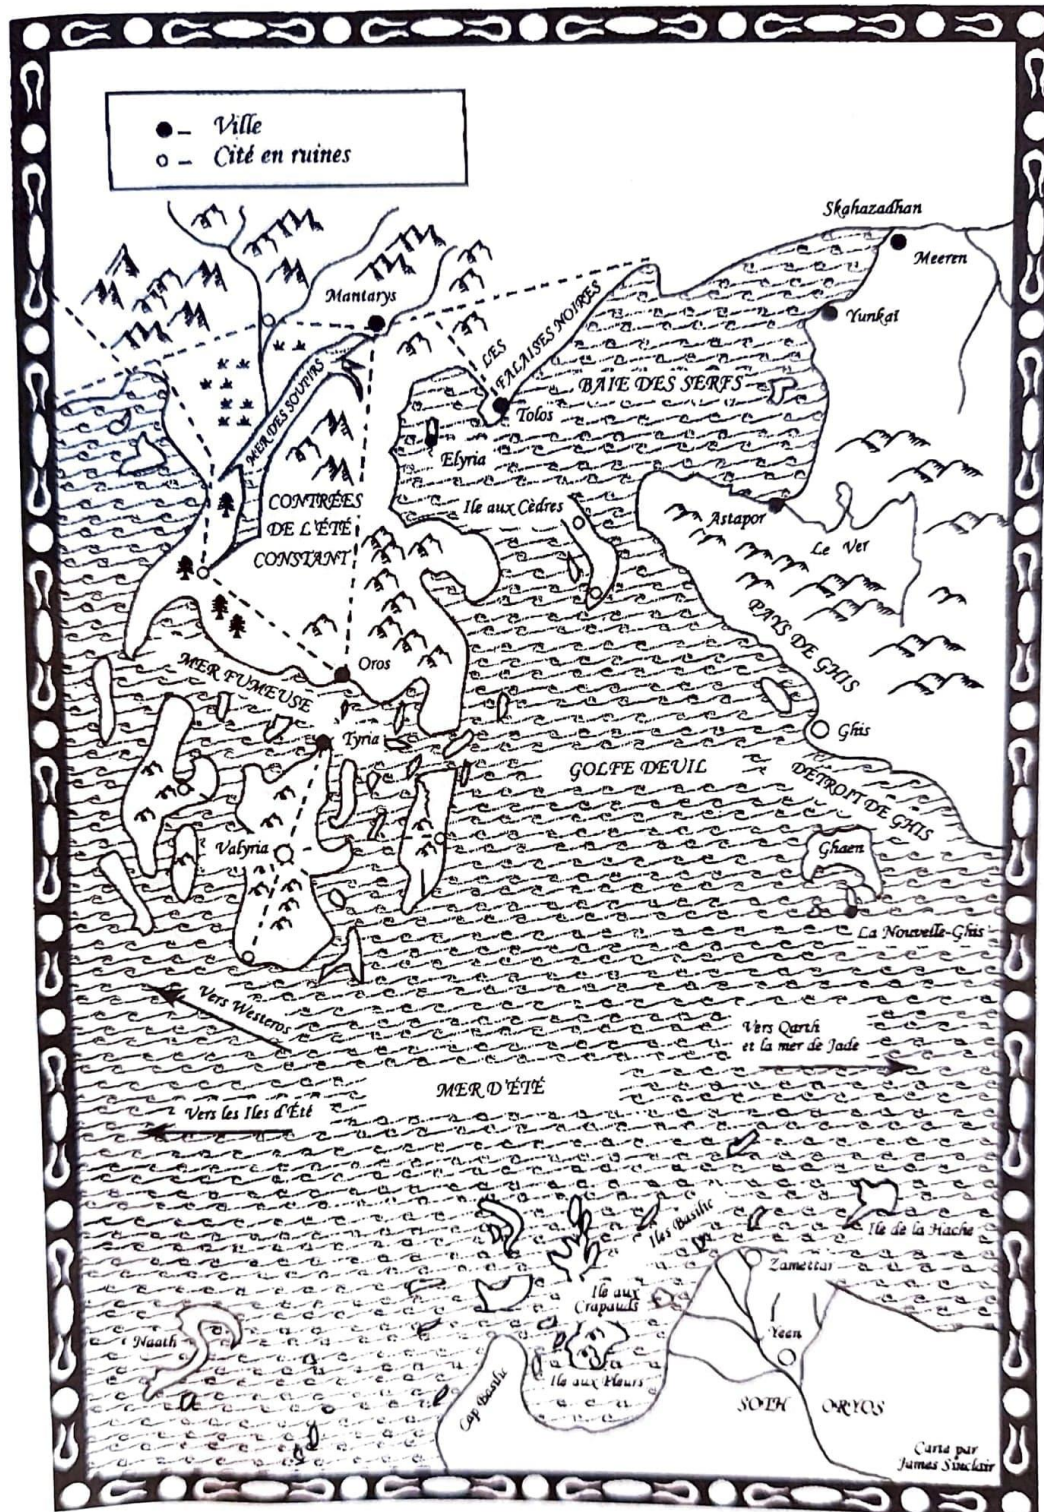 ● – Ville
○ – Cité en ruines
Skahazadhan
Meeren
Mantarys
Yunkaï
LES
FALAISES NOIRES
BAIE DES SERFS
MER DES SOUPIRS
Tolos
Elyria
CONTRÉES
DE L'ÉTÉ
CONSTANT
Ile aux Cèdres
Astapor
Le Ver
PAYS DE GHIS
Oros
MER FUMEUSE
Tyria
Ghis
GOLFE DEUIL
DETROIT DE GHIS
Valyria
Ghaen
La Nouvelle-Ghis
Vers Westeros
Vers Qarth
et la mer de Jade
MER D'ÉTÉ
Vers les Iles d'Été
Iles Basilic
Ile de la Hache
Zamettar
Ile aux
Crapauds
Naath
Yeen
Ile aux Pleurs
Cap Basilic
SOTH ORYOS
Carte par
James Sinclair